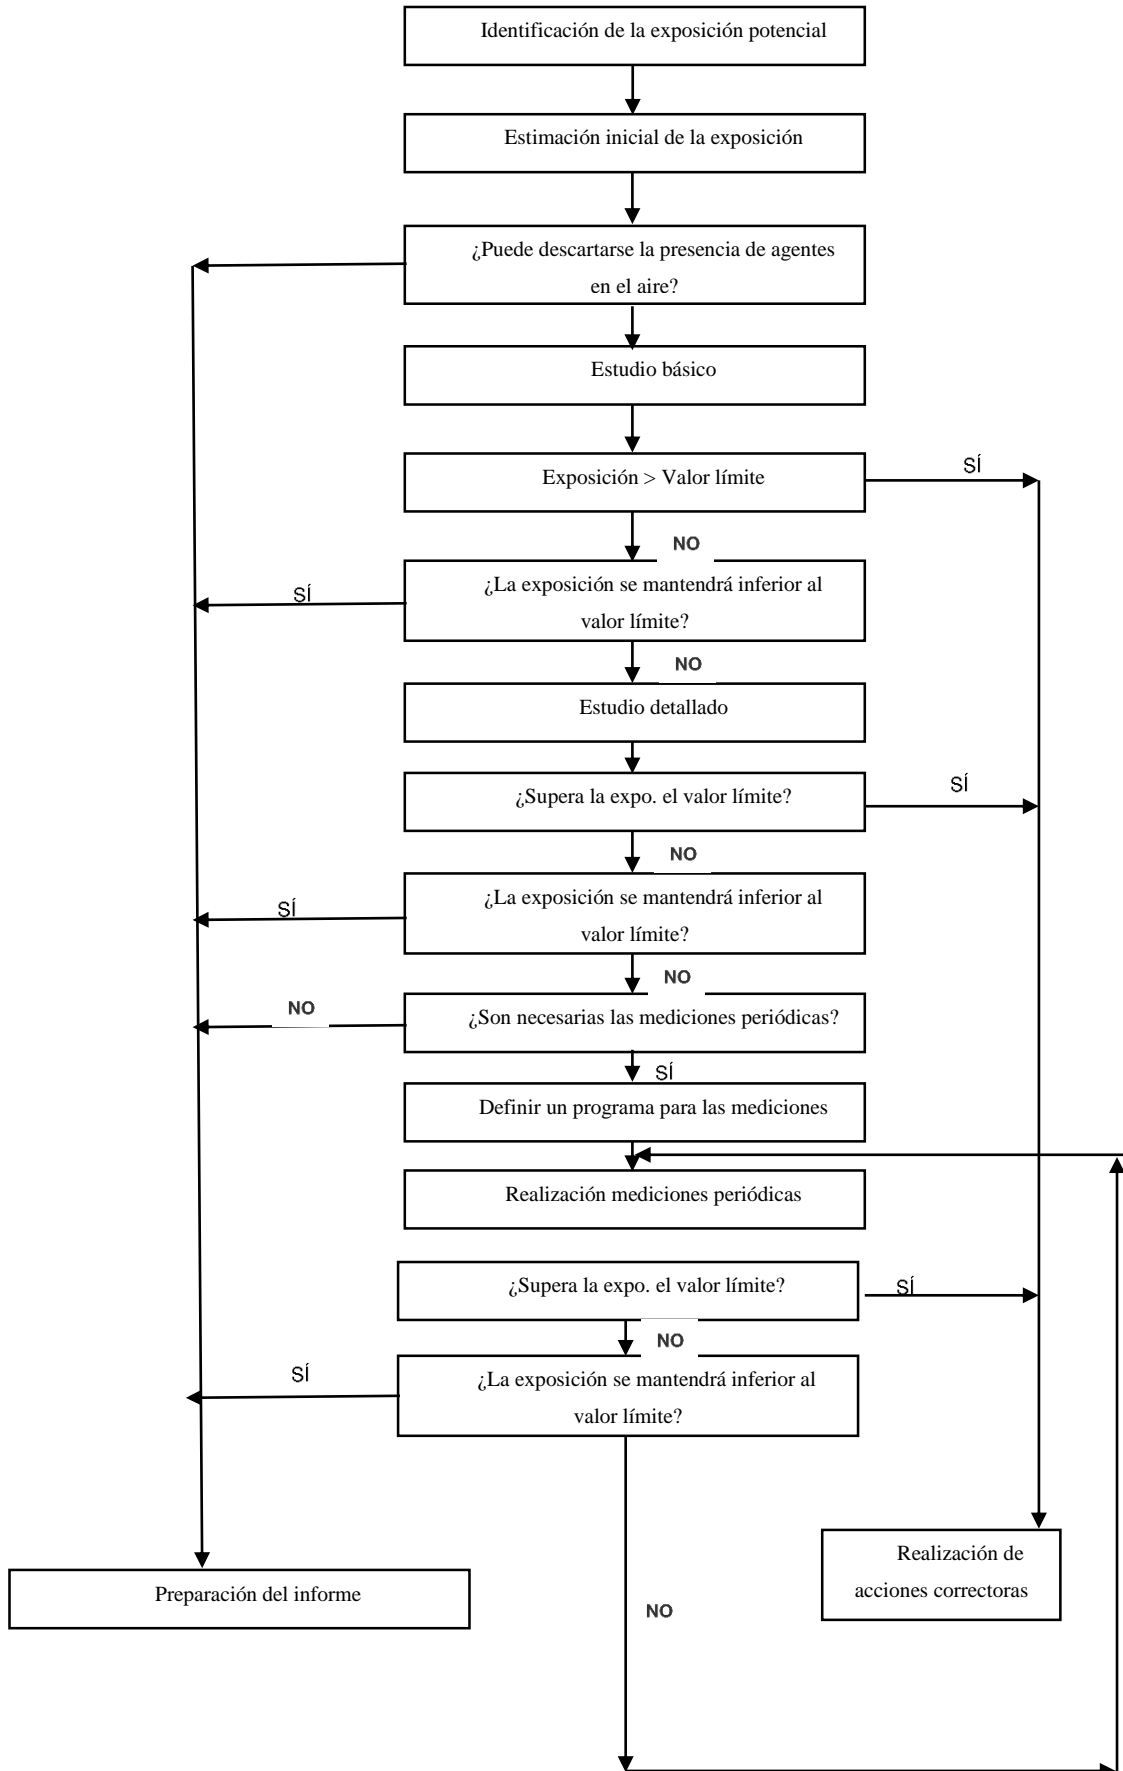 Identificación de la exposición potencial
Estimación inicial de la exposición
¿Puede descartarse la presencia de agentes
en el aire?
Estudio básico
Exposición > Valor límite
SÍ
NO
¿La exposición se mantendrá inferior al
valor límite?
SÍ
NO
Estudio detallado
¿Supera la expo. el valor límite?
SÍ
NO
¿La exposición se mantendrá inferior al
valor límite?
SÍ
NO
¿Son necesarias las mediciones periódicas?
NO
SÍ
Definir un programa para las mediciones
Realización mediciones periódicas
¿Supera la expo. el valor límite?
SÍ
NO
¿La exposición se mantendrá inferior al
valor límite?
SÍ
Realización de
acciones correctoras
Preparación del informe
NO